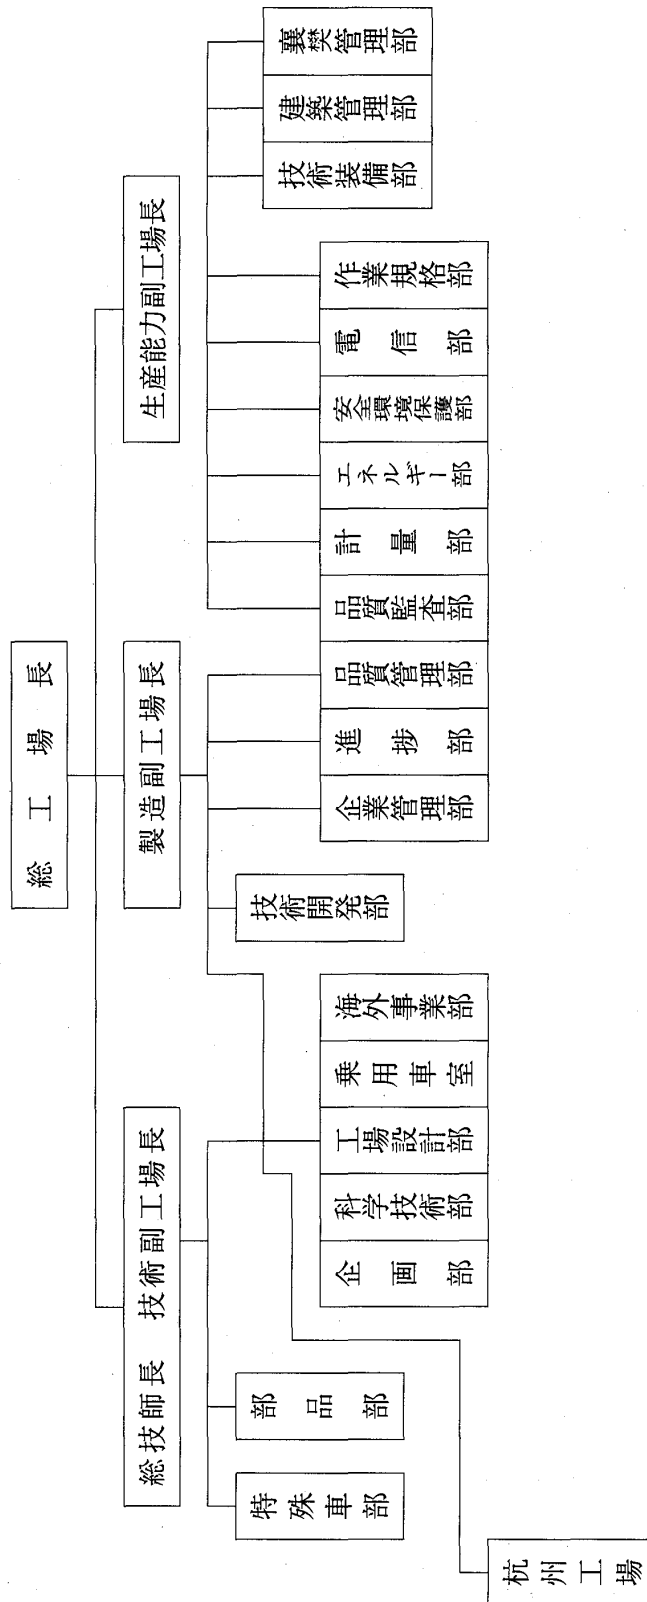 総工場長
総技師長　技術副工場長
製造副工場長
生産能力副工場長
特殊車部
部品部
技術開発部
技術装備部
建築管理部
襄樊管理部
企画部
科学技術部
工場設計部
乗用車室
海外事業部
企業管理部
進捗部
品質管理部
品質監査部
計量部
エネルギー部
安全環境保護部
電信部
作業規格部
杭州工場